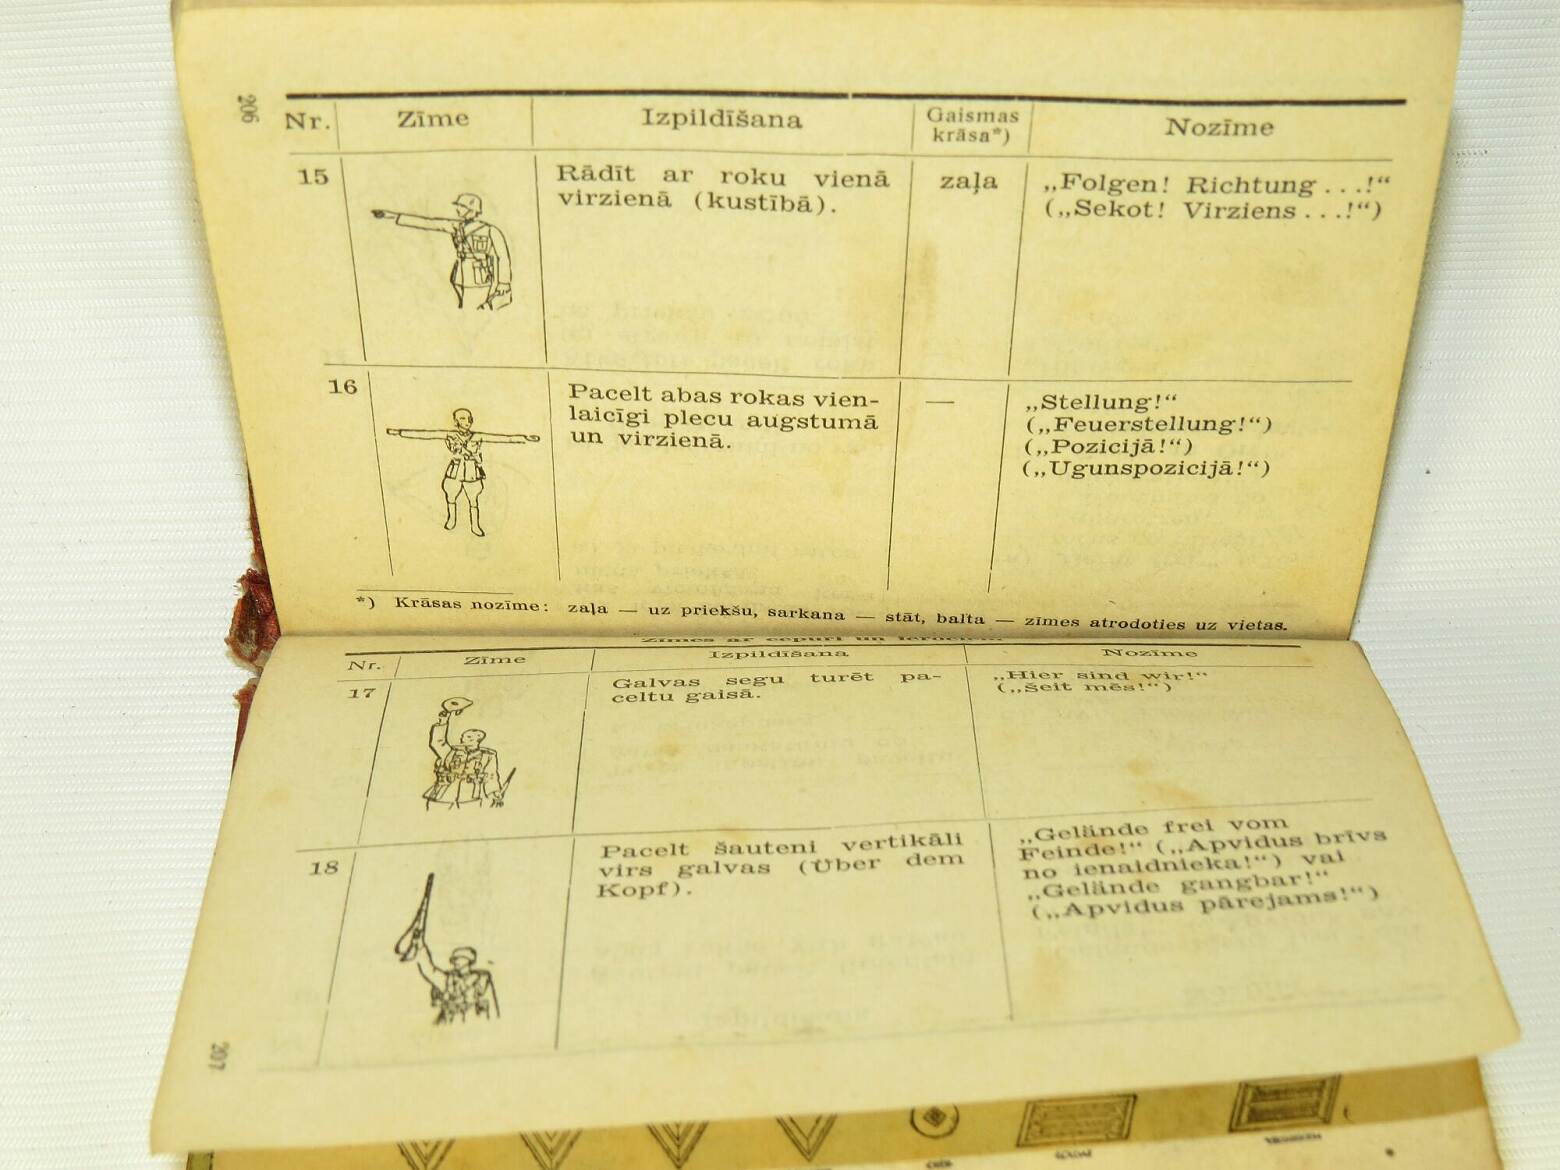 206
Nr. Zīme Izpildīšana Gaismas krāsa*) Nozīme
15 Rādīt ar roku vienā virzienā (kustībā). zaļa „Folgen! Richtung . . .!“
(„Sekot! Virziens . . .!“)
16 Pacelt abas rokas vien-
laicīgi plecu augstumā
un virzienā.
—
„Stellung!“
(„Feuerstellung!“)
(„Pozicijā!“)
(„Ugunspozicijā!“)
*) Krāsas nozīme: zaļa — uz priekšu, sarkana — stāt, balta — zīmes atrodoties uz vietas.
Zīmes ar cepuri un
Nr. Zīme Izpildīšana Nozīme
17 Galvas segu turēt pa-
celtu gaisā.
„Hier sind wir!“
(„Šeit mēs!“)
18 Pacelt šauteni vertikāli
virs galvas (Über dem
Kopf).
„Gelände frei vom
Feinde!“ („Apvidus brīvs
no ienaidnieka!“) vai
„Gelände gangbar!“
(„Apvidus pārejams!“)
207